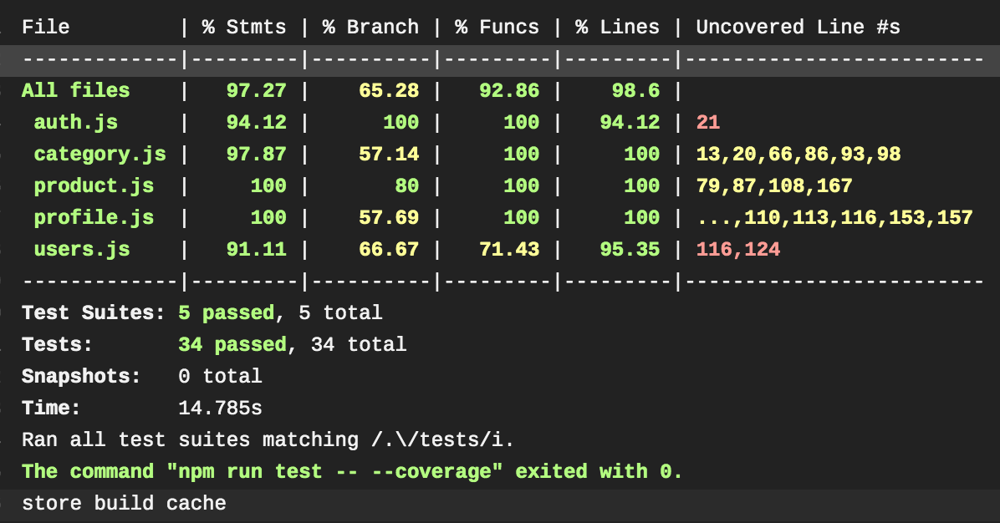 File | % Stmts | % Branch | % Funcs | % Lines | Uncovered Line #s
-------------|---------|----------|---------|---------|-------------------------
All files | 97.27 | 65.28 | 92.86 | 98.6 |
auth.js | 94.12 | 100 | 100 | 94.12 | 21
category.js | 97.87 | 57.14 | 100 | 100 | 13,20,66,86,93,98
product.js | 100 | 80 | 100 | 100 | 79,87,108,167
profile.js | 100 | 57.69 | 100 | 100 | ...,110,113,116,153,157
users.js | 91.11 | 66.67 | 71.43 | 95.35 | 116,124
-------------|---------|----------|---------|---------|-------------------------
Test Suites: 5 passed, 5 total
Tests: 34 passed, 34 total
Snapshots: 0 total
Time: 14.785s
Ran all test suites matching /.\/tests/i.
The command "npm run test -- --coverage" exited with 0.
store build cache